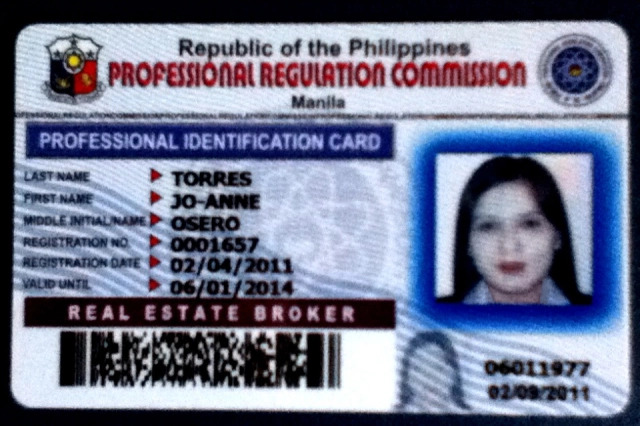 Republic of the Philippines
PROFESSIONAL REGULATION COMMISSION
Manila
PROFESSIONAL IDENTIFICATION CARD
LAST NAME TORRES
FIRST NAME JO-ANNE
MIDDLE INITIAL/NAME OSERO
REGISTRATION NO. 0001657
REGISTRATION DATE 02/04/2011
VALID UNTIL 06/01/2014
REAL ESTATE BROKER
06011977
02/09/2011